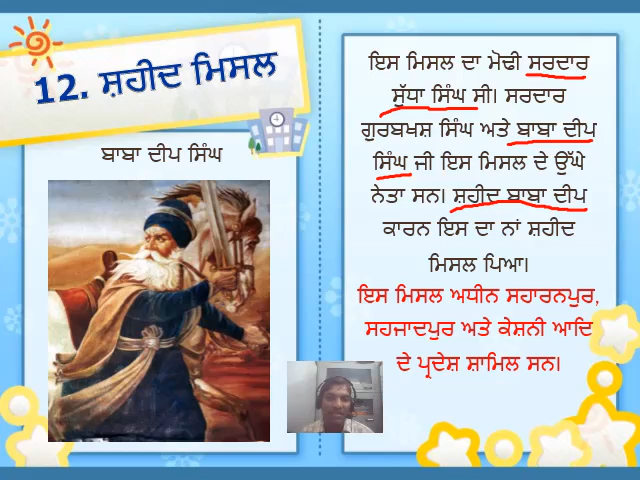 12. ਸ਼ਹੀਦ ਮਿਸਲ
ਬਾਬਾ ਦੀਪ ਸਿੰਘ
ਇਸ ਮਿਸਲ ਦਾ ਮੋਢੀ ਸਰਦਾਰ
ਸੁੱਧਾ ਸਿੰਘ ਸੀ। ਸਰਦਾਰ
ਗੁਰਬਖਸ਼ ਸਿੰਘ ਅਤੇ ਬਾਬਾ ਦੀਪ
ਸਿੰਘ ਜੀ ਇਸ ਮਿਸਲ ਦੇ ਉੱਘੇ
ਨੇਤਾ ਸਨ। ਸ਼ਹੀਦ ਬਾਬਾ ਦੀਪ
ਕਾਰਨ ਇਸ ਦਾ ਨਾਂ ਸ਼ਹੀਦ
ਮਿਸਲ ਪਿਆ।
ਇਸ ਮਿਸਲ ਅਧੀਨ ਸਹਾਰਨਪੁਰ,
ਸਹਜਾਦਪੁਰ ਅਤੇ ਕੇਸ਼ਨੀ ਆਦਿ
ਦੇ ਪ੍ਰਦੇਸ਼ ਸ਼ਾਮਿਲ ਸਨ।